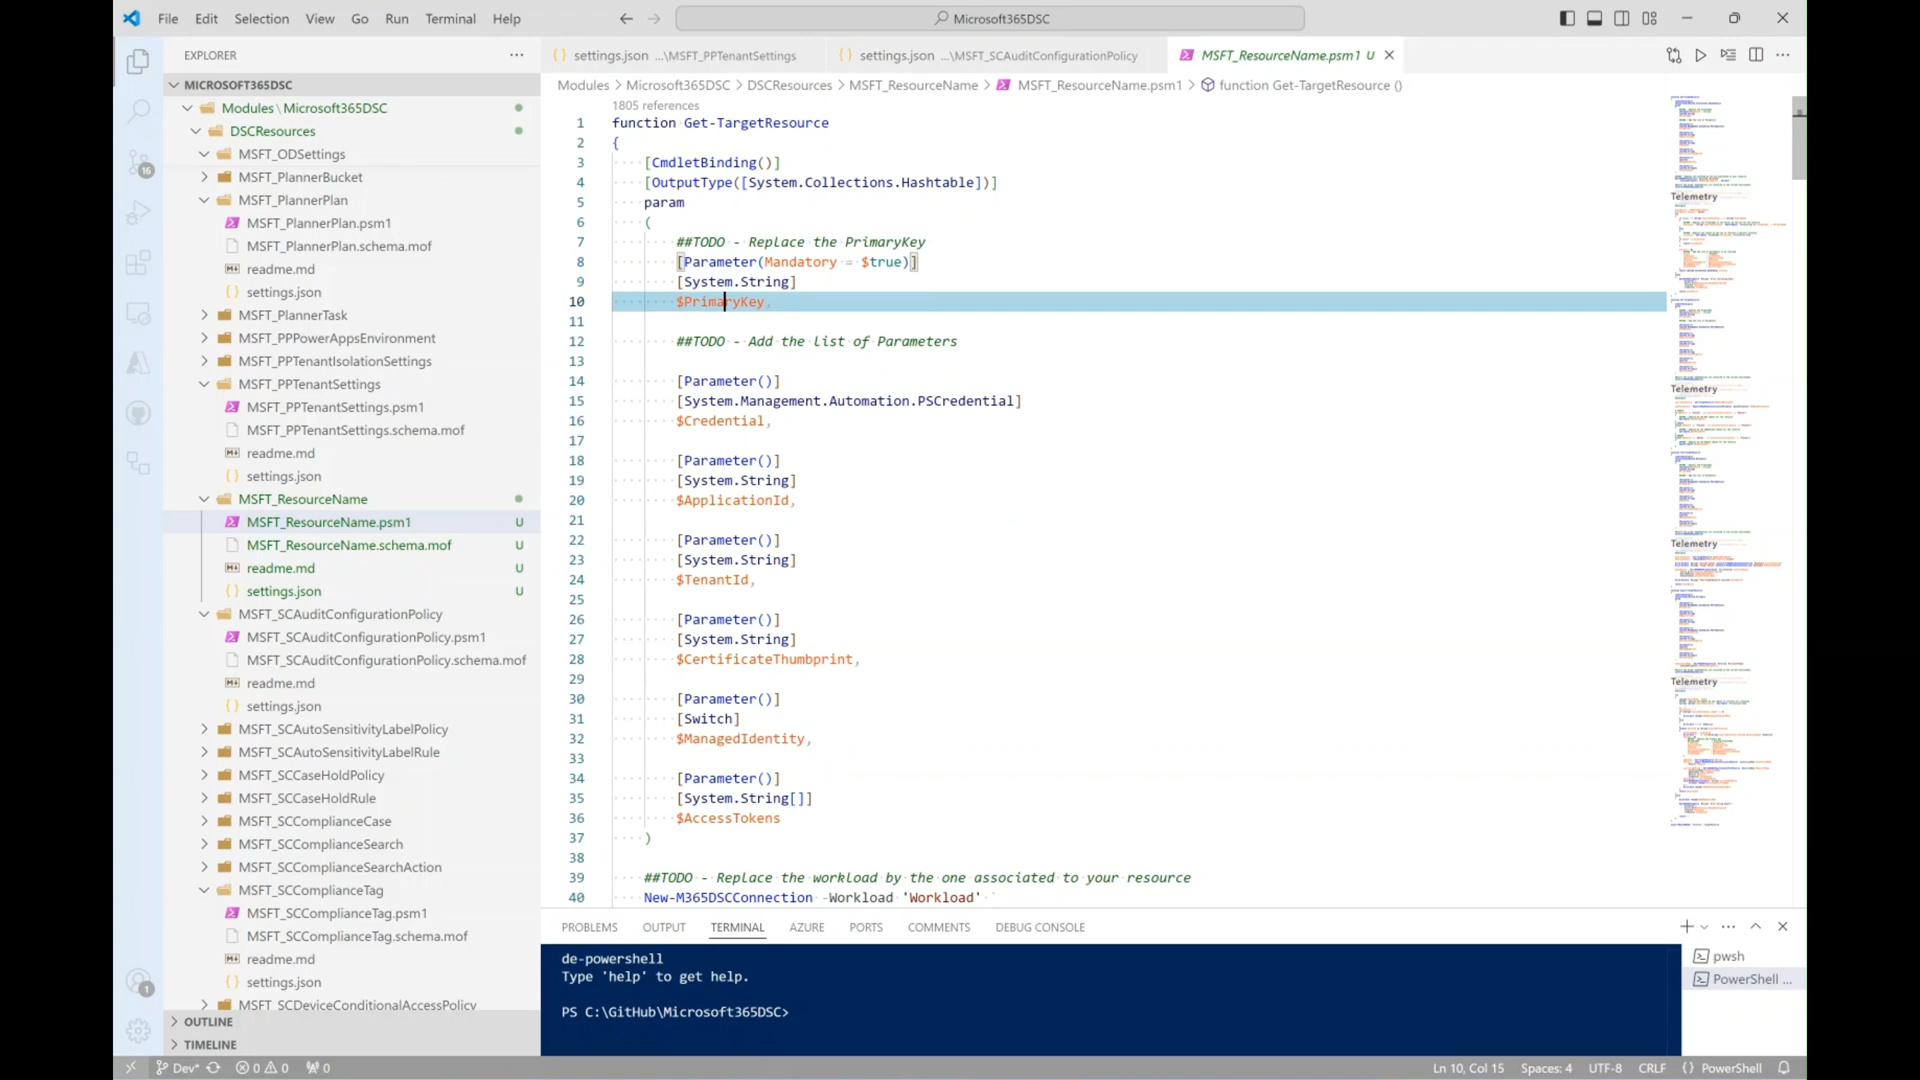 File Edit Selection View Go Run Terminal Help
Microsoft365DSC
EXPLORER
MICROSOFT365DSC
Modules\Microsoft365DSC
DSCResources
MSFT_ODSettings
MSFT_PlannerBucket
MSFT_PlannerPlan
MSFT_PlannerPlan.psm1
MSFT_PlannerPlan.schema.mof
readme.md
settings.json
MSFT_PlannerTask
MSFT_PPPowerAppsEnvironment
MSFT_PPTenantIsolationSettings
MSFT_PPTenantSettings
MSFT_PPTenantSettings.psm1
MSFT_PPTenantSettings.schema.mof
readme.md
settings.json
MSFT_ResourceName
MSFT_ResourceName.psm1 U
MSFT_ResourceName.schema.mof U
readme.md U
settings.json U
MSFT_SCAuditConfigurationPolicy
MSFT_SCAuditConfigurationPolicy.psm1
MSFT_SCAuditConfigurationPolicy.schema.mof
readme.md
settings.json
MSFT_SCAutoSensitivityLabelPolicy
MSFT_SCAutoSensitivityLabelRule
MSFT_SCCaseHoldPolicy
MSFT_SCCaseHoldRule
MSFT_SCComplianceCase
MSFT_SCComplianceSearch
MSFT_SCComplianceSearchAction
MSFT_SCComplianceTag
MSFT_SCComplianceTag.psm1
MSFT_SCComplianceTag.schema.mof
readme.md
settings.json
MSFT_SCDeviceConditionalAccessPolicy
OUTLINE
TIMELINE
16
1
settings.json ...\MSFT_PPTenantSettings
settings.json ...\MSFT_SCAuditConfigurationPolicy
MSFT_ResourceName.psm1 U
Modules > Microsoft365DSC > DSCResources > MSFT_ResourceName > MSFT_ResourceName.psm1 > function Get-TargetResource ()
1805 references
1 function Get-TargetResource
2 {
3 [CmdletBinding()]
4 [OutputType([System.Collections.Hashtable])]
5 param
6 (
7 ##TODO - Replace the PrimaryKey
8 [Parameter(Mandatory = $true)]
9 [System.String]
10 $PrimaryKey,
11
12 ##TODO - Add the list of Parameters
13
14 [Parameter()]
15 [System.Management.Automation.PSCredential]
16 $Credential,
17
18 [Parameter()]
19 [System.String]
20 $ApplicationId,
21
22 [Parameter()]
23 [System.String]
24 $TenantId,
25
26 [Parameter()]
27 [System.String]
28 $CertificateThumbprint,
29
30 [Parameter()]
31 [Switch]
32 $ManagedIdentity,
33
34 [Parameter()]
35 [System.String[]]
36 $AccessTokens
37 )
38
39 ##TODO - Replace the workload by the one associated to your resource
40 New-M365DSCConnection -Workload 'Workload' `
Telemetry
Telemetry
Telemetry
Telemetry
PROBLEMS OUTPUT TERMINAL AZURE PORTS COMMENTS DEBUG CONSOLE
de-powershell
Type 'help' to get help.
PS C:\GitHub\Microsoft365DSC>
pwsh
PowerShell ...
Dev* 0 0 0
Ln 10, Col 15 Spaces: 4 UTF-8 CRLF {} PowerShell